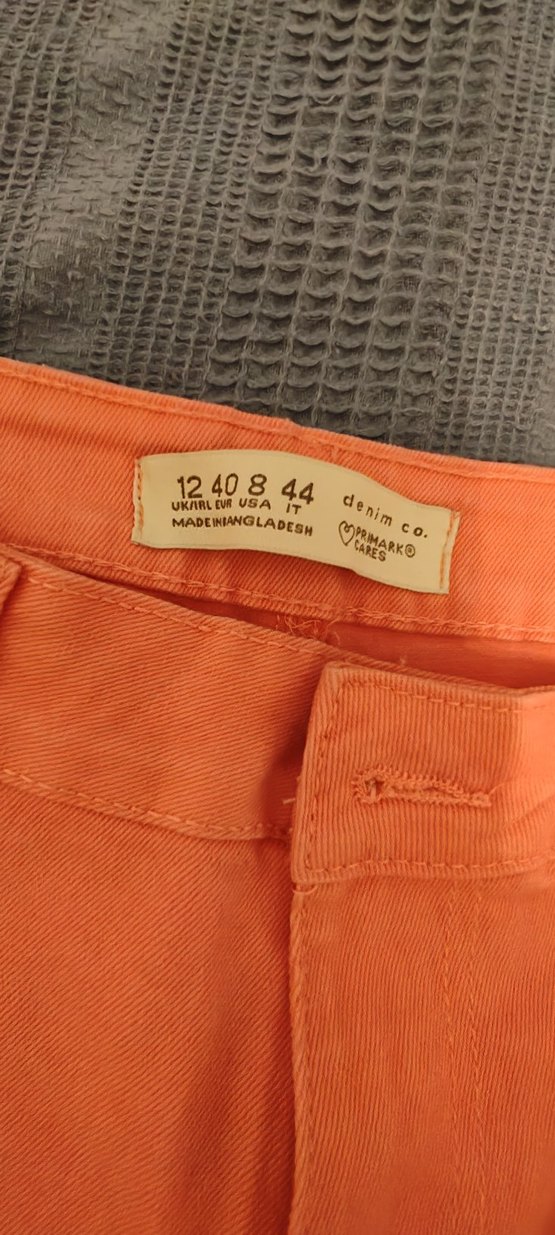 12 40 8 44
UK/IRL EUR USA IT
MADE IN BANGLADESH
denim co.
PRIMARK®
CARES